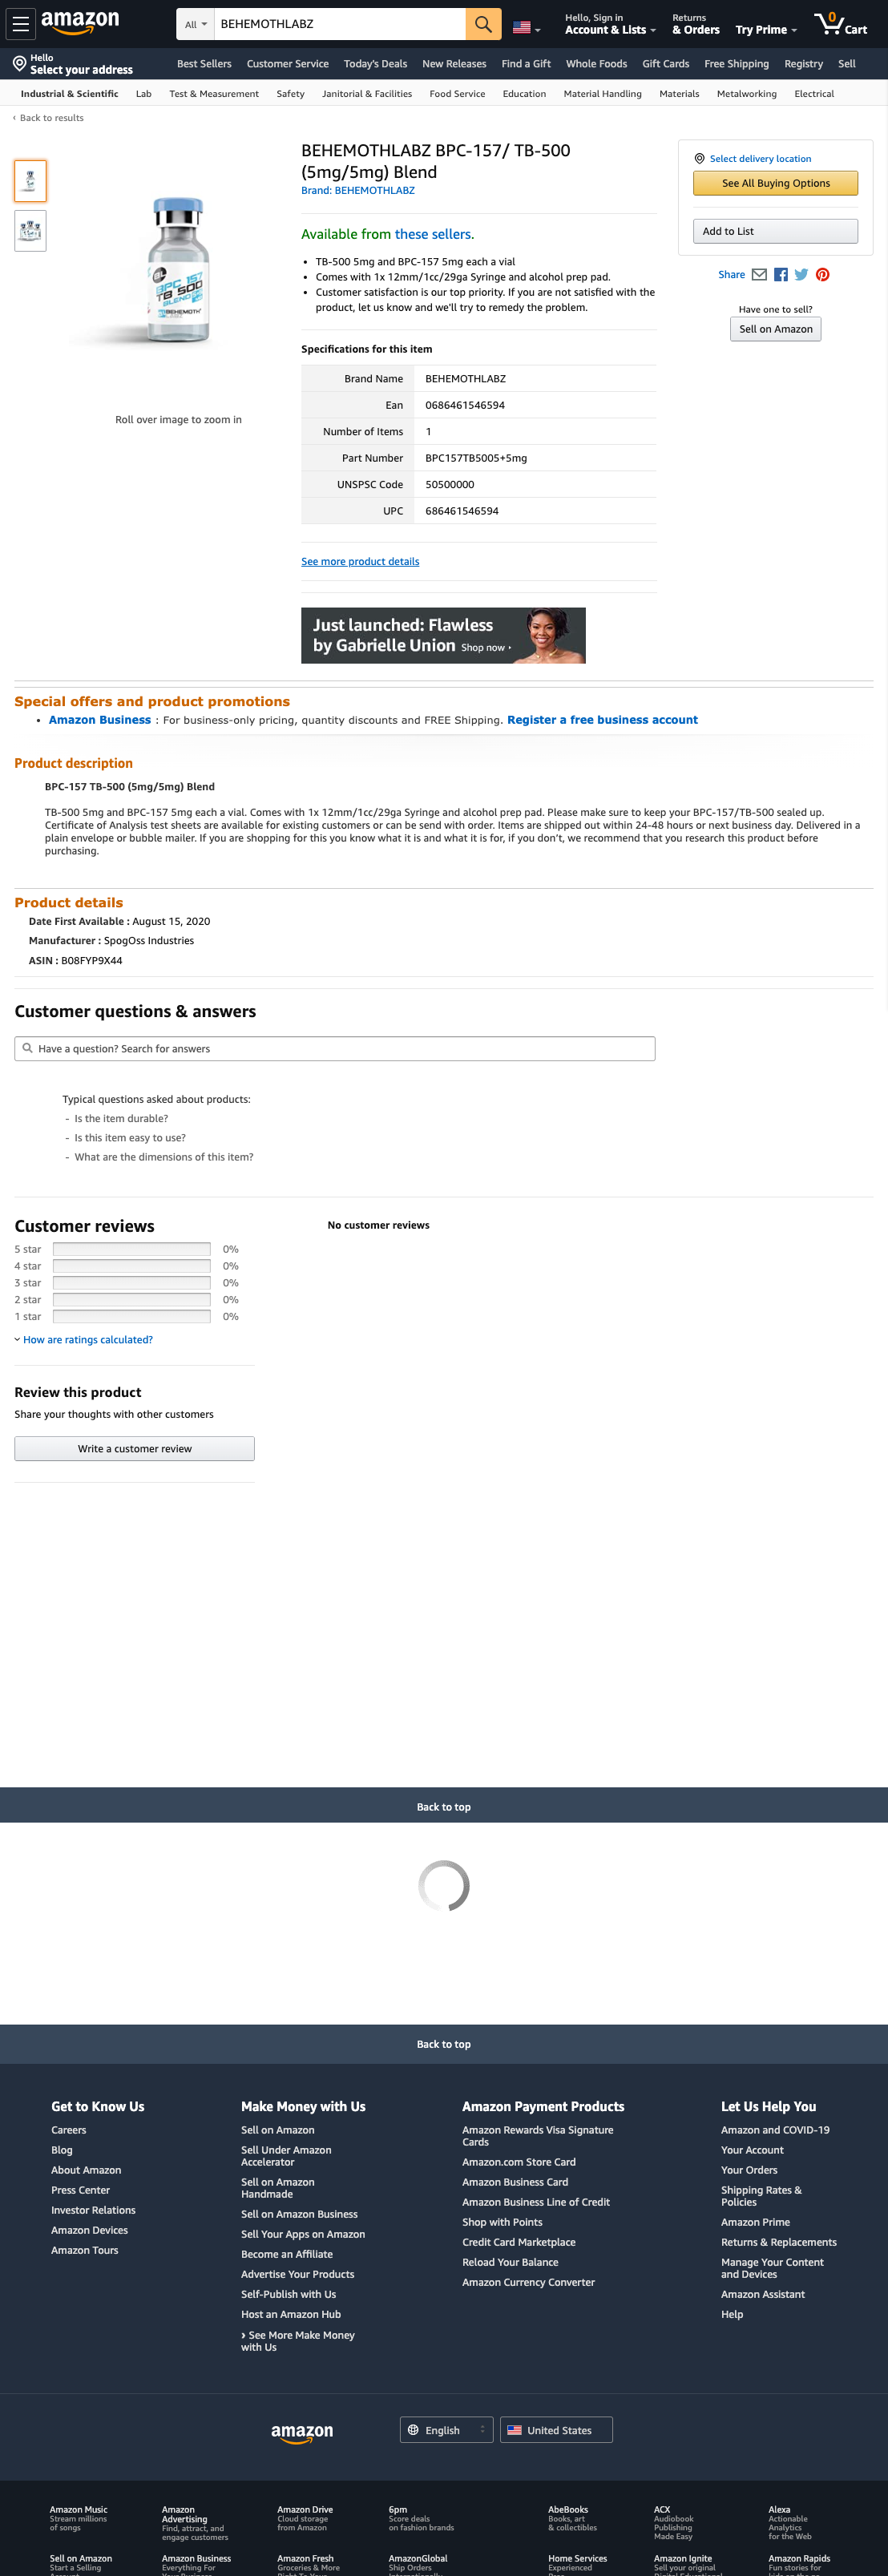 amazon
All
BEHEMOTHLABZ
Hello, Sign in
Account & Lists
Returns
& Orders
Try Prime
0
Cart
Hello
Select your address
Best Sellers
Customer Service
Today's Deals
New Releases
Find a Gift
Whole Foods
Gift Cards
Free Shipping
Registry
Sell
Industrial & Scientific
Lab
Test & Measurement
Safety
Janitorial & Facilities
Food Service
Education
Material Handling
Materials
Metalworking
Electrical
‹ Back to results
BL
BPC 157
TB 500
BLEND
BEHEMOTH
Roll over image to zoom in
BEHEMOTHLABZ BPC-157/ TB-500
(5mg/5mg) Blend
Brand: BEHEMOTHLABZ
Available from these sellers.
• TB-500 5mg and BPC-157 5mg each a vial
• Comes with 1x 12mm/1cc/29ga Syringe and alcohol prep pad.
• Customer satisfaction is our top priority. If you are not satisfied with the
product, let us know and we'll try to remedy the problem.
Specifications for this item
Brand Name BEHEMOTHLABZ
Ean 0686461546594
Number of Items 1
Part Number BPC157TB5005+5mg
UNSPSC Code 50500000
UPC 686461546594
See more product details
Just launched: Flawless
by Gabrielle Union Shop now ›
Select delivery location
See All Buying Options
Add to List
Share
Have one to sell?
Sell on Amazon
Special offers and product promotions
• Amazon Business : For business-only pricing, quantity discounts and FREE Shipping. Register a free business account
Product description
BPC-157 TB-500 (5mg/5mg) Blend
TB-500 5mg and BPC-157 5mg each a vial. Comes with 1x 12mm/1cc/29ga Syringe and alcohol prep pad. Please make sure to keep your BPC-157/TB-500 sealed up.
Certificate of Analysis test sheets are available for existing customers or can be send with order. Items are shipped out within 24-48 hours or next business day. Delivered in a
plain envelope or bubble mailer. If you are shopping for this you know what it is and what it is for, if you don't, we recommend that you research this product before
purchasing.
Product details
Date First Available : August 15, 2020
Manufacturer : SpogOss Industries
ASIN : B08FYP9X44
Customer questions & answers
Have a question? Search for answers
Typical questions asked about products:
- Is the item durable?
- Is this item easy to use?
- What are the dimensions of this item?
Customer reviews
5 star 0%
4 star 0%
3 star 0%
2 star 0%
1 star 0%
How are ratings calculated?
No customer reviews
Review this product
Share your thoughts with other customers
Write a customer review
Back to top
Back to top
Get to Know Us
Careers
Blog
About Amazon
Press Center
Investor Relations
Amazon Devices
Amazon Tours
Make Money with Us
Sell on Amazon
Sell Under Amazon
Accelerator
Sell on Amazon
Handmade
Sell on Amazon Business
Sell Your Apps on Amazon
Become an Affiliate
Advertise Your Products
Self-Publish with Us
Host an Amazon Hub
› See More Make Money
with Us
Amazon Payment Products
Amazon Rewards Visa Signature
Cards
Amazon.com Store Card
Amazon Business Card
Amazon Business Line of Credit
Shop with Points
Credit Card Marketplace
Reload Your Balance
Amazon Currency Converter
Let Us Help You
Amazon and COVID-19
Your Account
Your Orders
Shipping Rates &
Policies
Amazon Prime
Returns & Replacements
Manage Your Content
and Devices
Amazon Assistant
Help
amazon
English
United States
Amazon Music
Stream millions
of songs
Amazon
Advertising
Find, attract, and
engage customers
Amazon Drive
Cloud storage
from Amazon
6pm
Score deals
on fashion brands
AbeBooks
Books, art
& collectibles
ACX
Audiobook
Publishing
Made Easy
Alexa
Actionable
Analytics
for the Web
Sell on Amazon
Start a Selling
Amazon Business
Everything For
Amazon Fresh
Groceries & More
AmazonGlobal
Ship Orders
Home Services
Experienced
Amazon Ignite
Sell your original
Amazon Rapids
Fun stories for